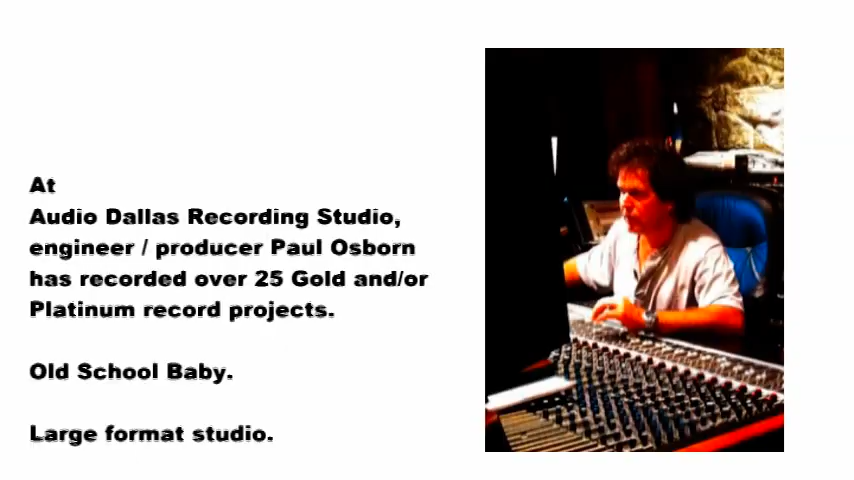 At
Audio Dallas Recording Studio,
engineer / producer Paul Osborn
has recorded over 25 Gold and/or
Platinum record projects.
Old School Baby.
Large format studio.